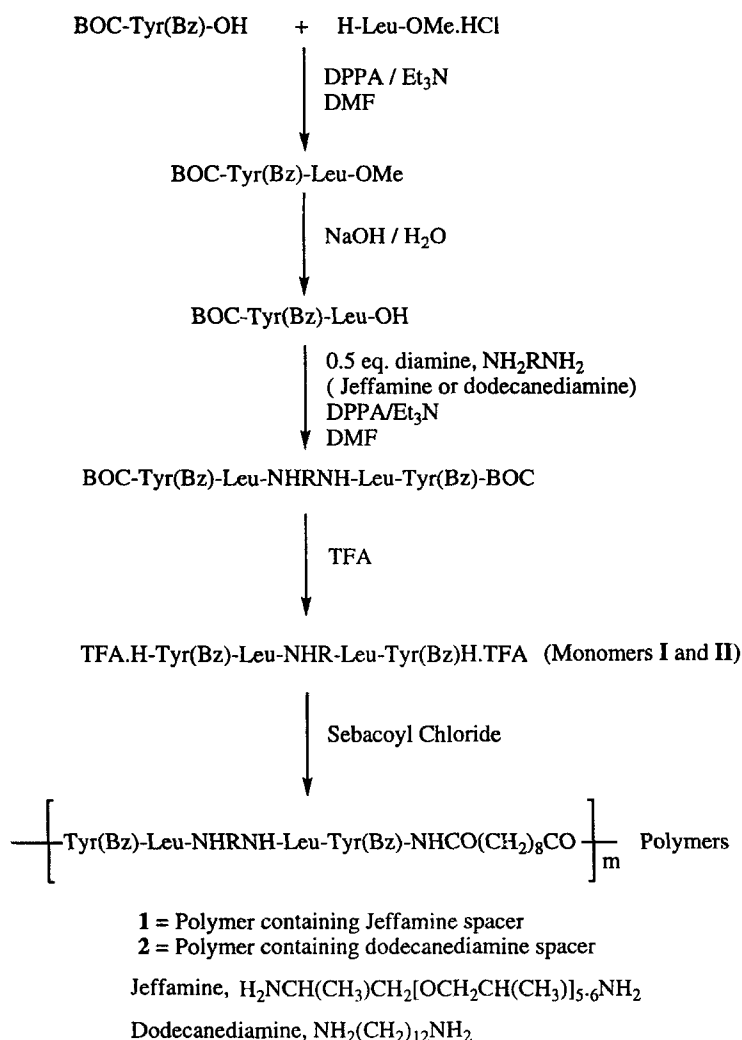 BOC-Tyr(Bz)-OH + H-Leu-OMe.HCl
DPPA / Et₃N
DMF
BOC-Tyr(Bz)-Leu-OMe
NaOH / H₂O
BOC-Tyr(Bz)-Leu-OH
0.5 eq. diamine, NH₂RNH₂
( Jeffamine or dodecanediamine)
DPPA/Et₃N
DMF
BOC-Tyr(Bz)-Leu-NHRNH-Leu-Tyr(Bz)-BOC
TFA
TFA.H-Tyr(Bz)-Leu-NHR-Leu-Tyr(Bz)H.TFA (Monomers I and II)
Sebacoyl Chloride
[Tyr(Bz)-Leu-NHRNH-Leu-Tyr(Bz)-NHCO(CH₂)₈CO]m Polymers
1 = Polymer containing Jeffamine spacer
2 = Polymer containing dodecanediamine spacer
Jeffamine, H₂NCH(CH₃)CH₂[OCH₂CH(CH₃)]₅.₆NH₂
Dodecanediamine, NH₂(CH₂)₁₂NH₂